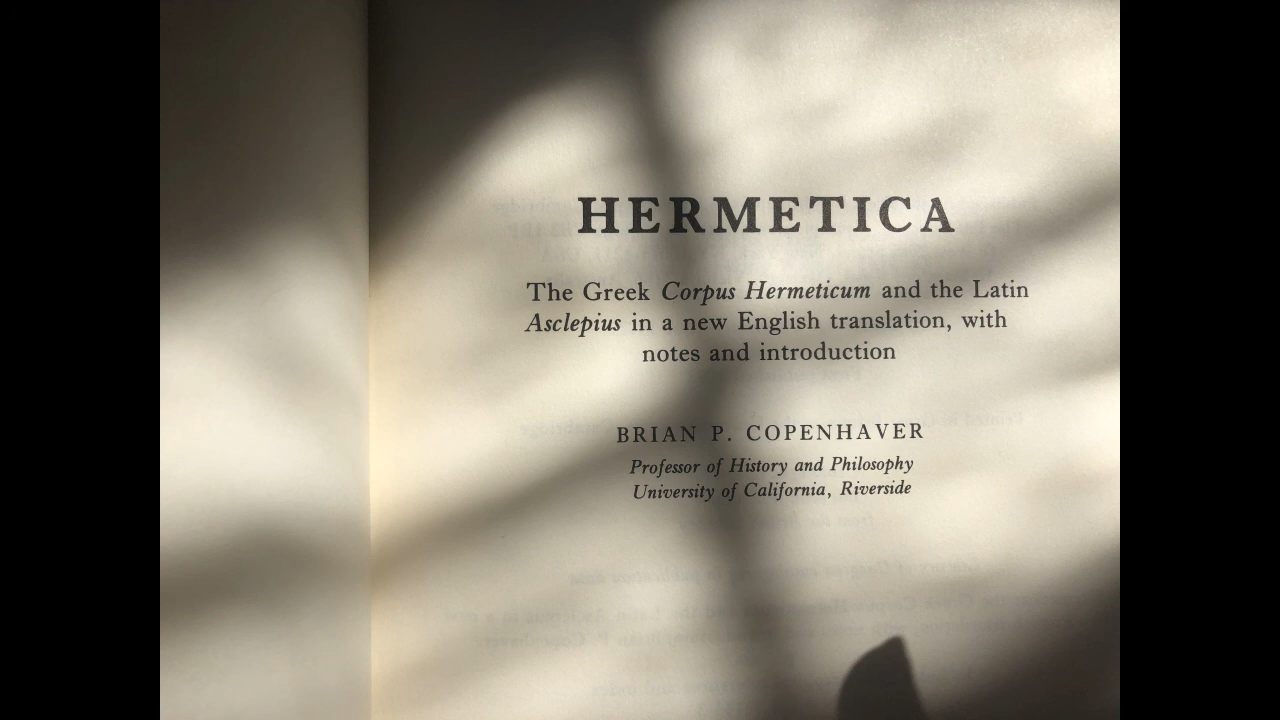 HERMETICA
The Greek Corpus Hermeticum and the Latin
Asclepius in a new English translation, with
notes and introduction
BRIAN P. COPENHAVER
Professor of History and Philosophy
University of California, Riverside